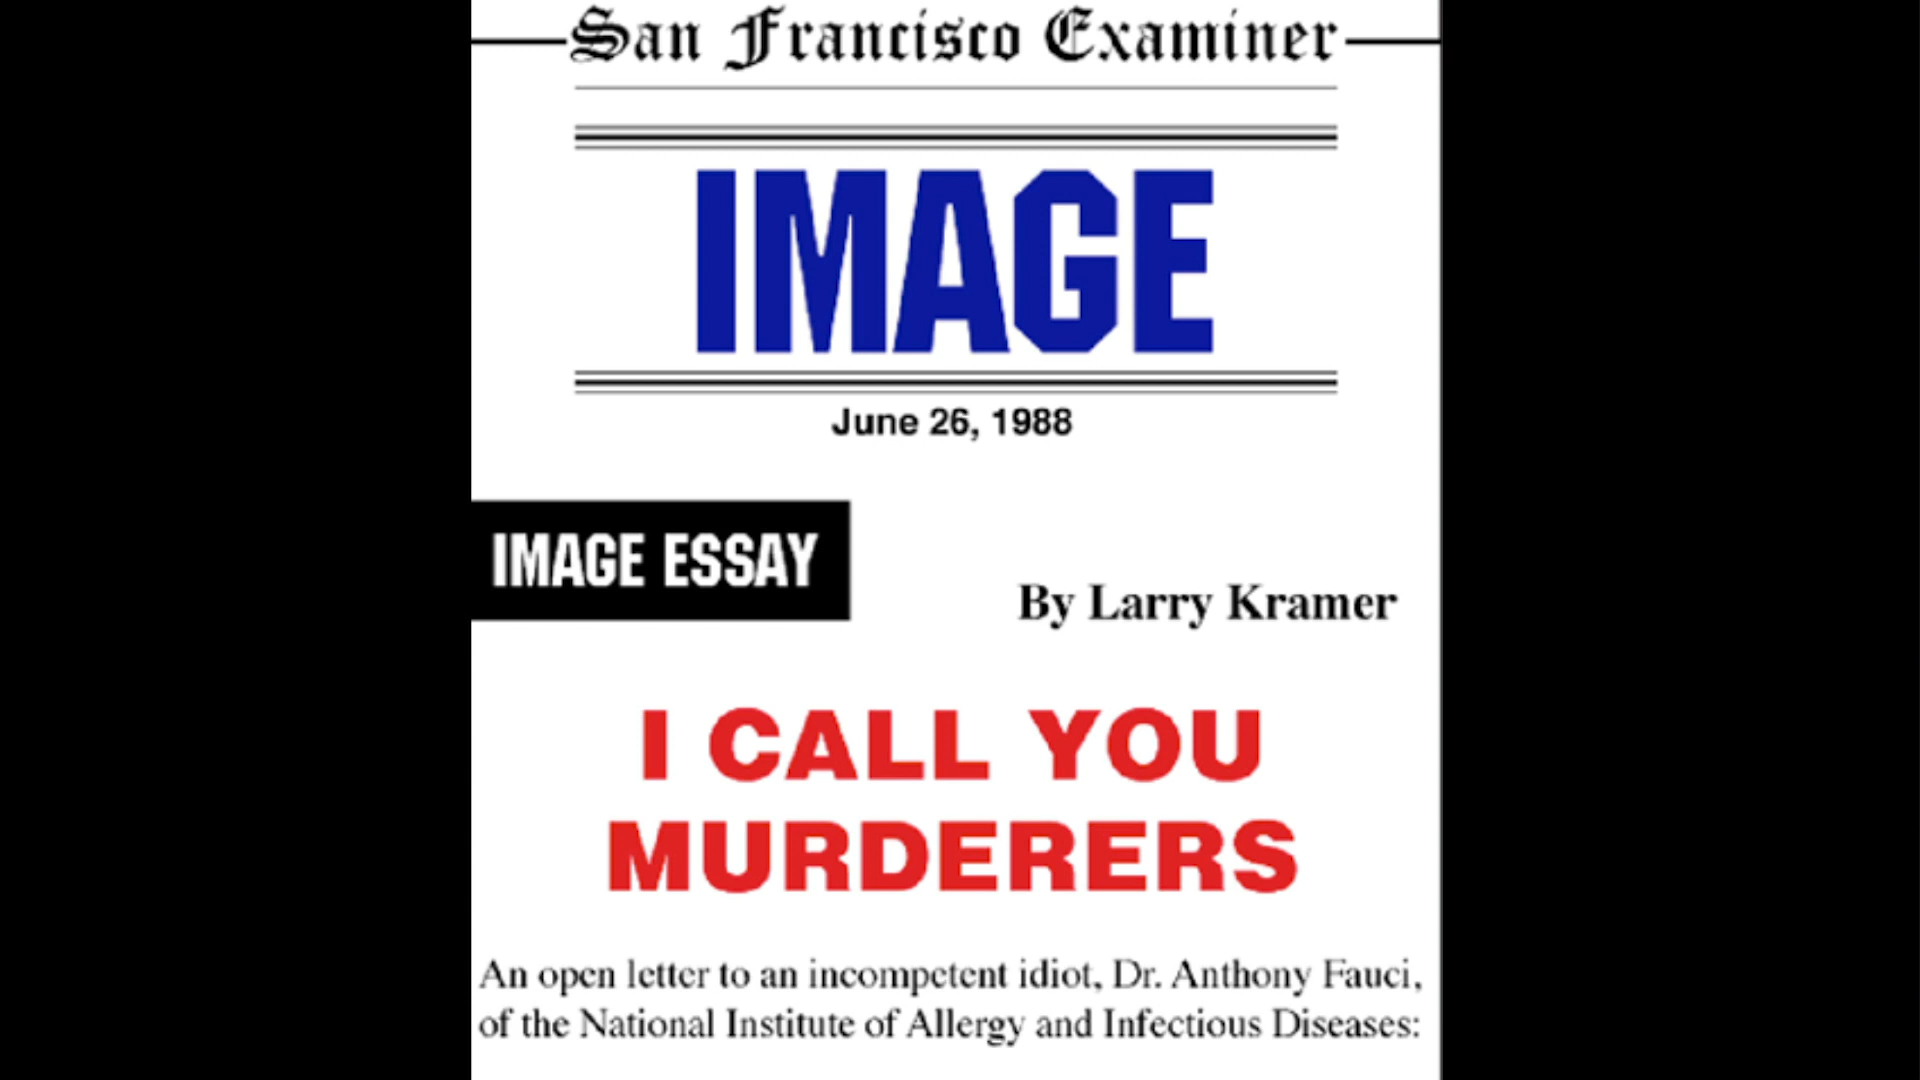 San Francisco Examiner
IMAGE
June 26, 1988
IMAGE ESSAY
By Larry Kramer
I CALL YOU
MURDERERS
An open letter to an incompetent idiot, Dr. Anthony Fauci,
of the National Institute of Allergy and Infectious Diseases: